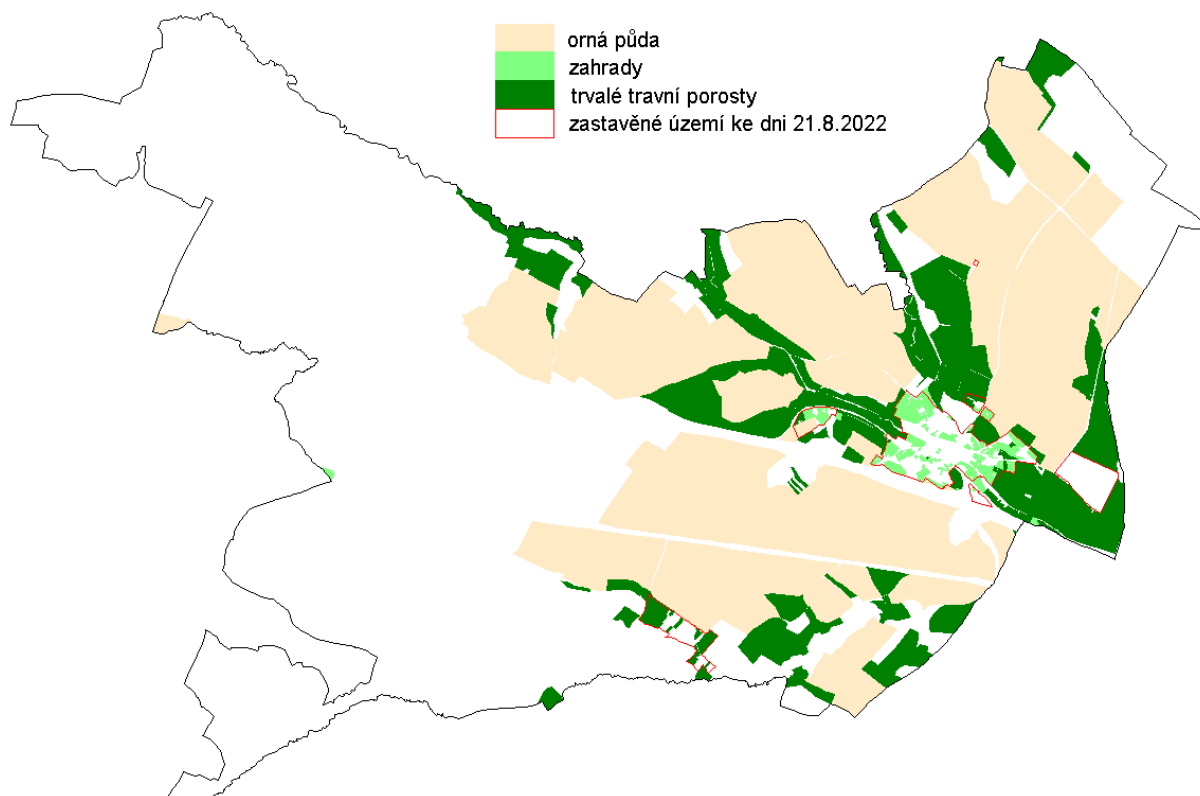 orná půda
zahrady
trvalé travní porosty
zastavěné území ke dni 21.8.2022